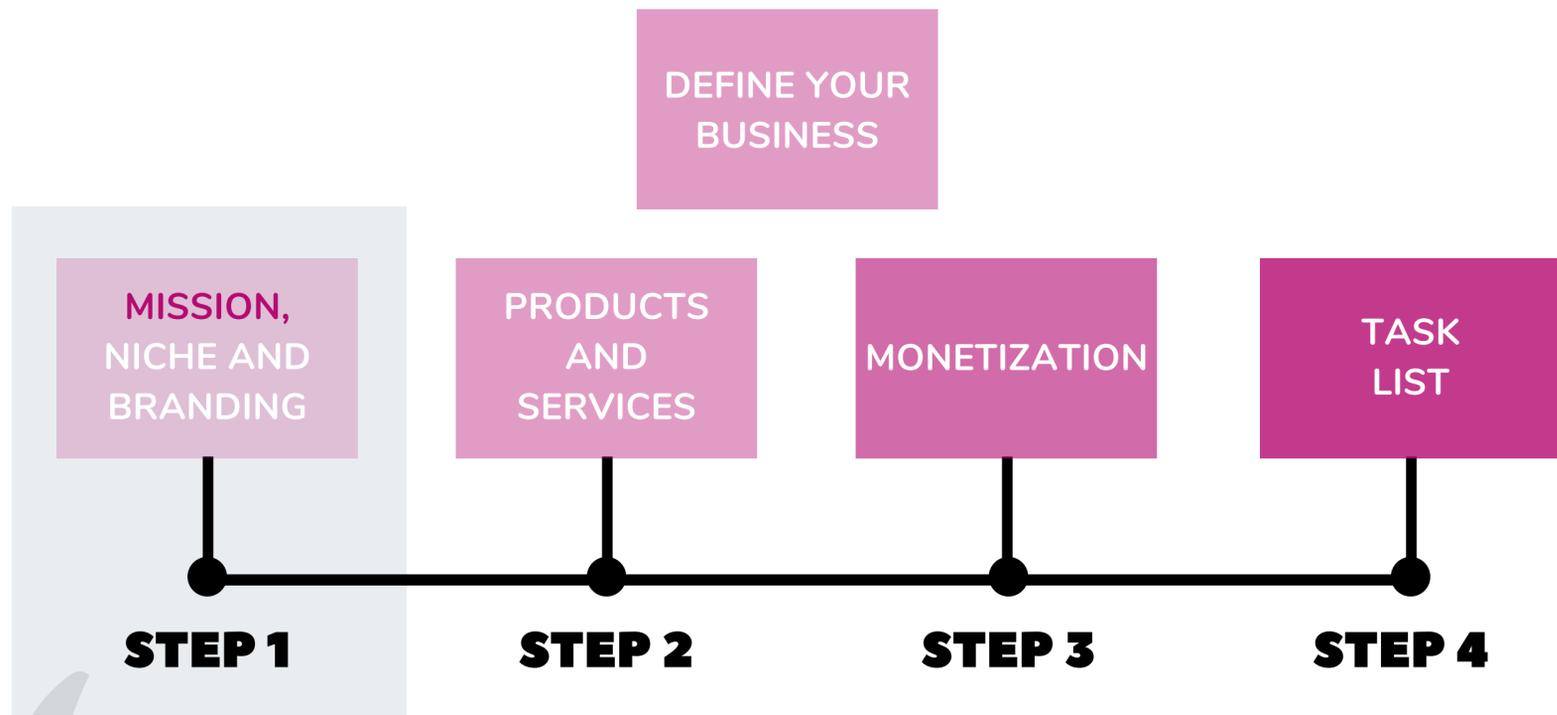 DEFINE YOUR
BUSINESS
MISSION,
NICHE AND
BRANDING
PRODUCTS
AND
SERVICES
MONETIZATION
TASK
LIST
STEP 1
STEP 2
STEP 3
STEP 4